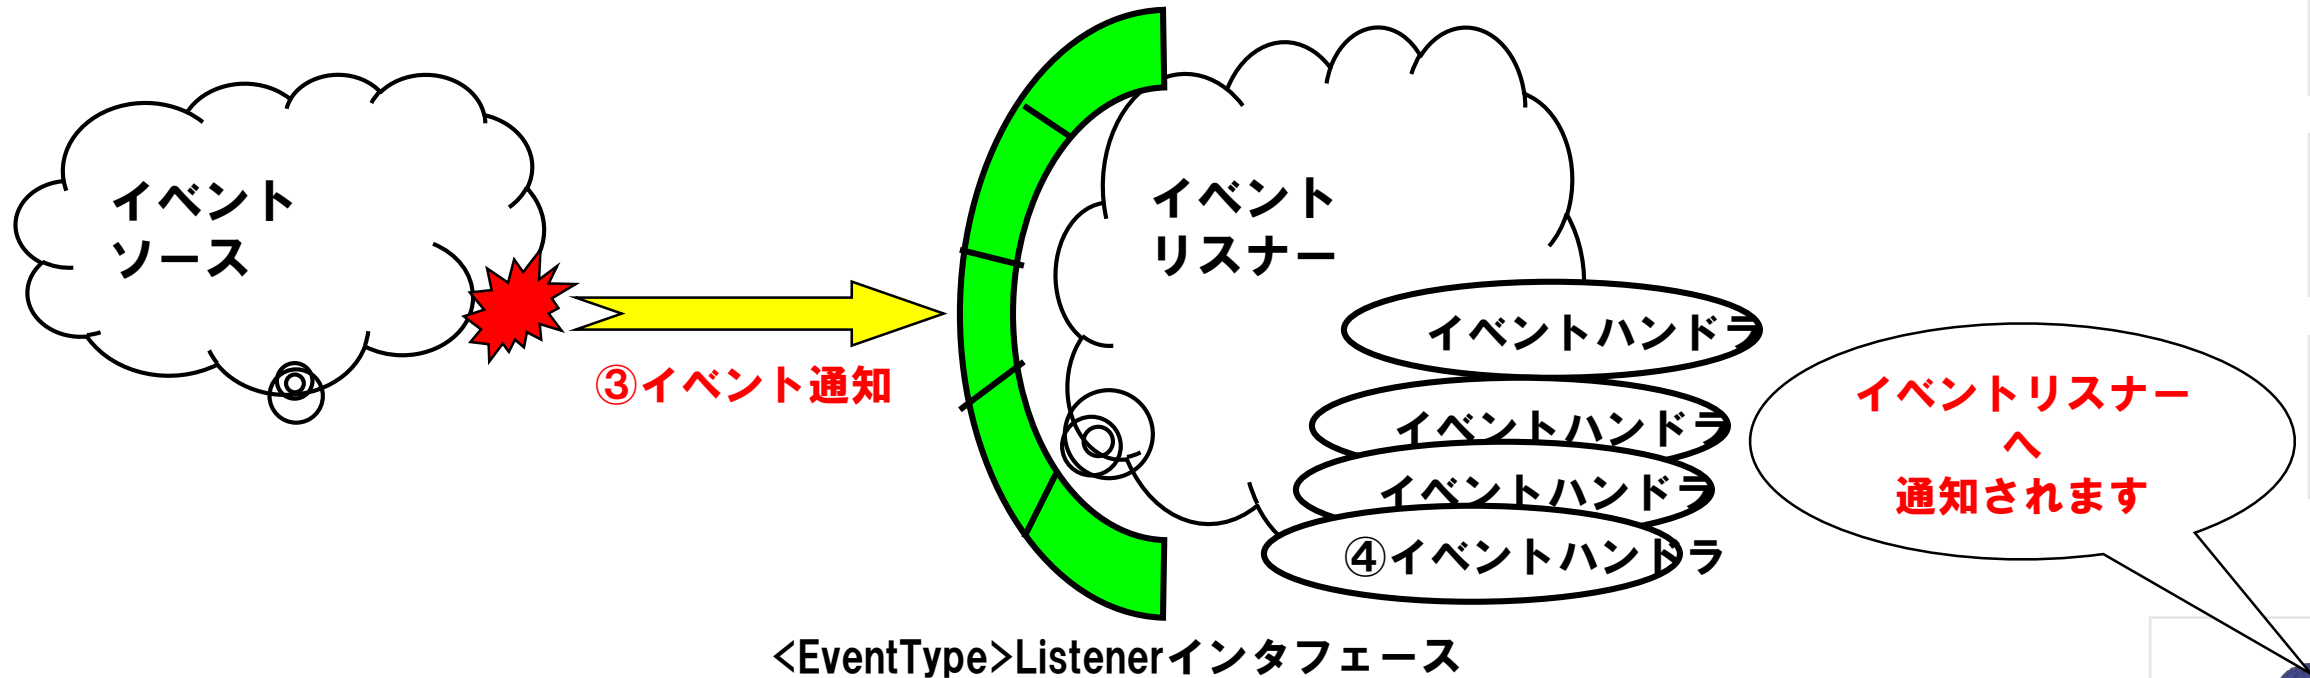 イベント
ソース
③イベント通知
イベント
リスナー
イベントハンドラ
イベントハンドラ
イベントハンドラ
④イベントハンドラ
イベントリスナー
へ
通知されます
<EventType>Listenerインタフェース